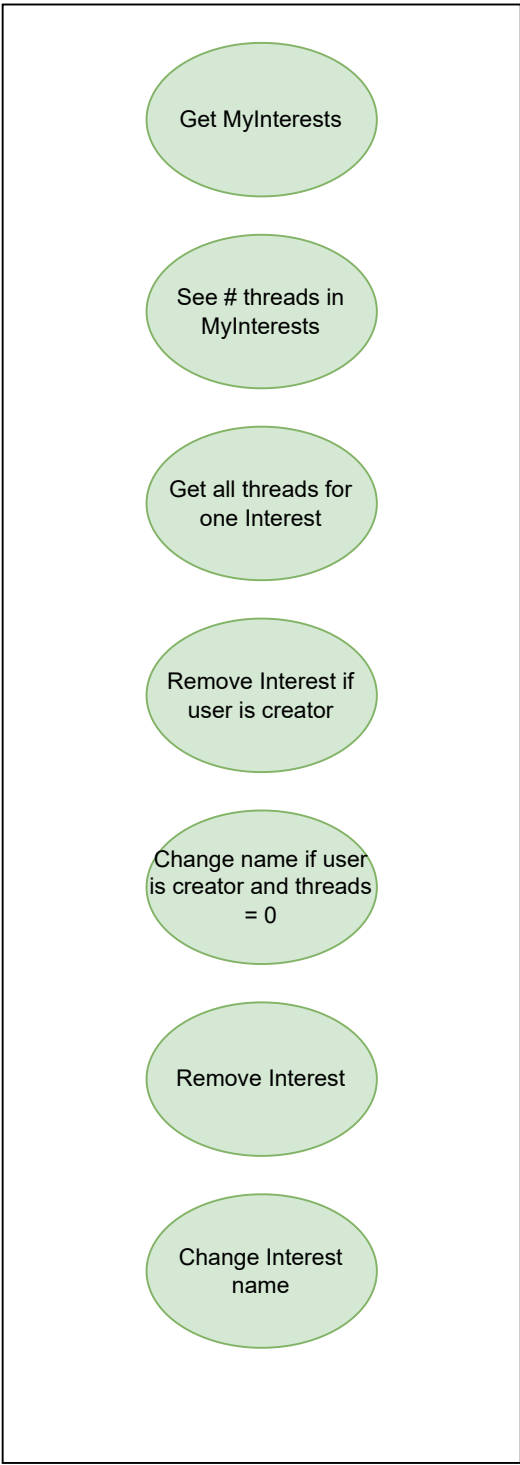 Get MyInterests
See # threads in
MyInterests
Get all threads for
one Interest
Remove Interest if
user is creator
Change name if user
is creator and threads
= 0
Remove Interest
Change Interest
name